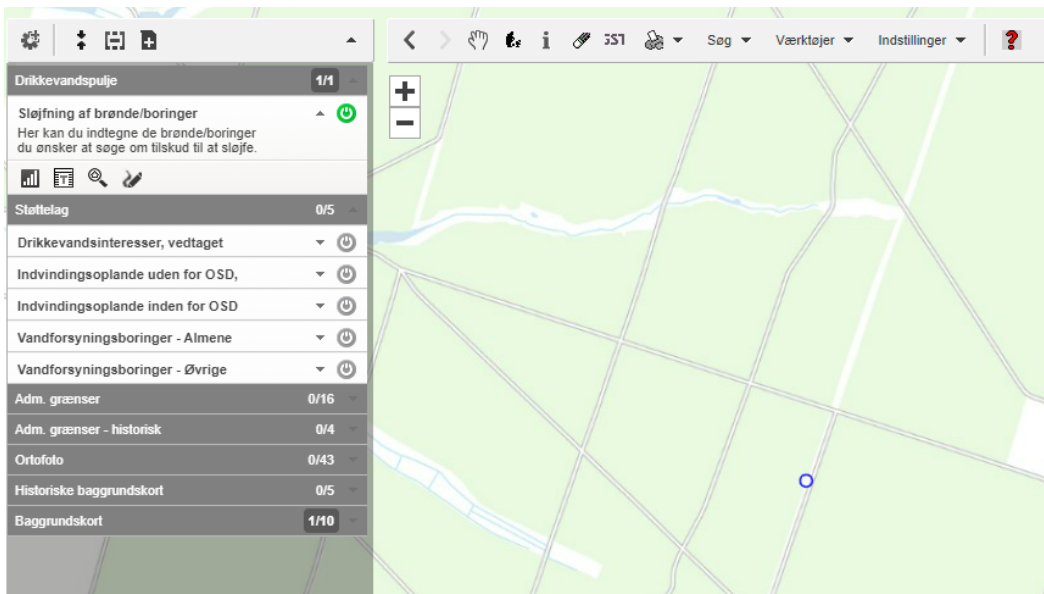 Søg
Værktøjer
Indstillinger
?
Drikkevandspulje 1/1
Sløjfning af brønde/boringer
Her kan du indtegne de brønde/boringer
du ønsker at søge om tilskud til at sløjfe.
Støttelag 0/5
Drikkevandsinteresser, vedtaget
Indvindingsoplande uden for OSD,
Indvindingsoplande inden for OSD
Vandforsyningsboringer - Almene
Vandforsyningsboringer - Øvrige
Adm. grænser 0/16
Adm. grænser - historisk 0/4
Ortofoto 0/43
Historiske baggrundskort 0/5
Baggrundskort 1/10